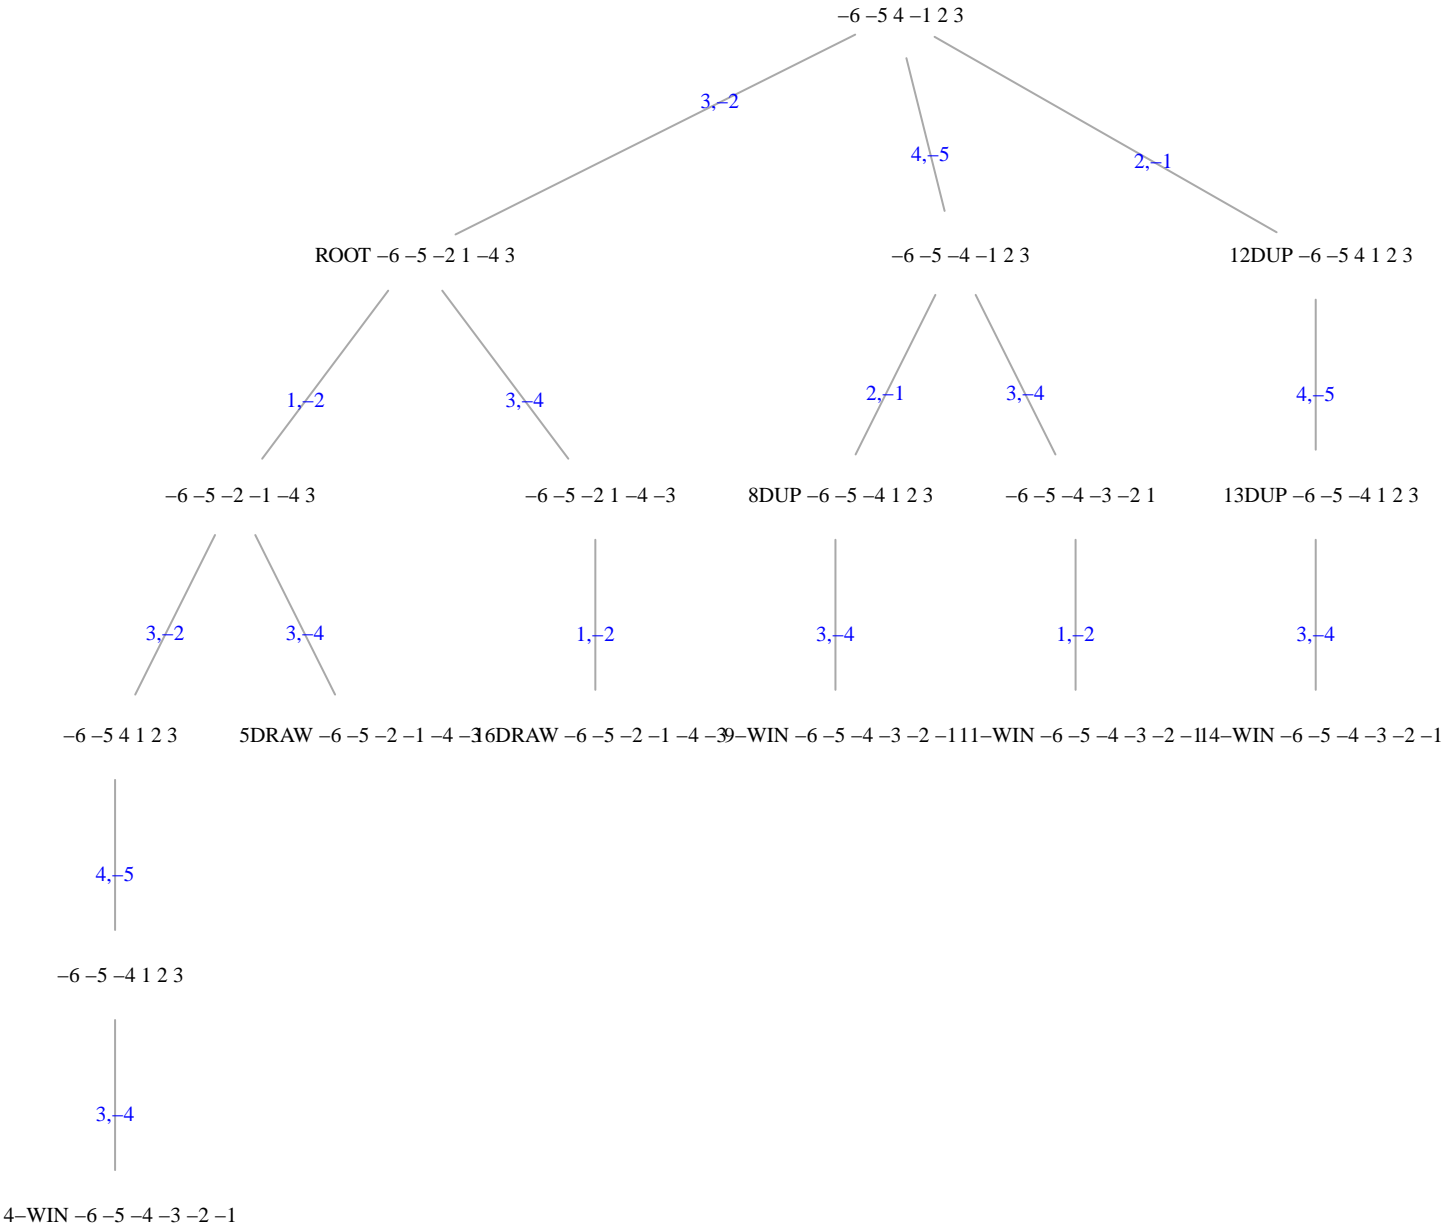 –6 –5 4 –1 2 3
3,–2
4,–5
2,–1
ROOT –6 –5 –2 1 –4 3
–6 –5 –4 –1 2 3
12DUP –6 –5 4 1 2 3
1,–2
3,–4
2,–1
3,–4
4,–5
–6 –5 –2 –1 –4 3
–6 –5 –2 1 –4 –3
8DUP –6 –5 –4 1 2 3
–6 –5 –4 –3 –2 1
13DUP –6 –5 –4 1 2 3
3,–2
3,–4
1,–2
3,–4
1,–2
3,–4
–6 –5 4 1 2 3
5DRAW –6 –5 –2 –1 –4 –3
16DRAW –6 –5 –2 –1 –4 –3
9–WIN –6 –5 –4 –3 –2 –1
11–WIN –6 –5 –4 –3 –2 –1
14–WIN –6 –5 –4 –3 –2 –1
4,–5
–6 –5 –4 1 2 3
3,–4
4–WIN –6 –5 –4 –3 –2 –1